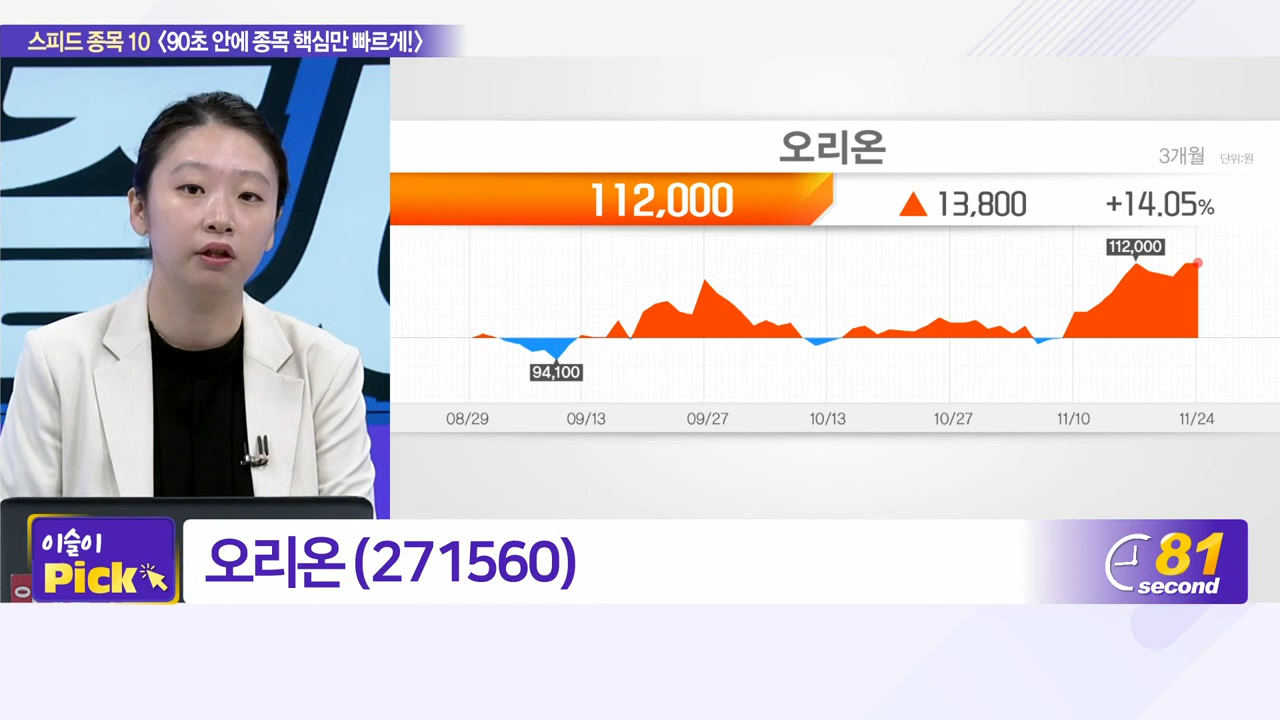 스피드 종목 10 〈90초 안에 종목 핵심만 빠르게!〉
오리온
3개월 단위:원
112,000 ▲ 13,800 +14.05%
112,000
94,100
08/29 09/13 09/27 10/13 10/27 11/10 11/24
이슬이
Pick
오리온 (271560)
81
second